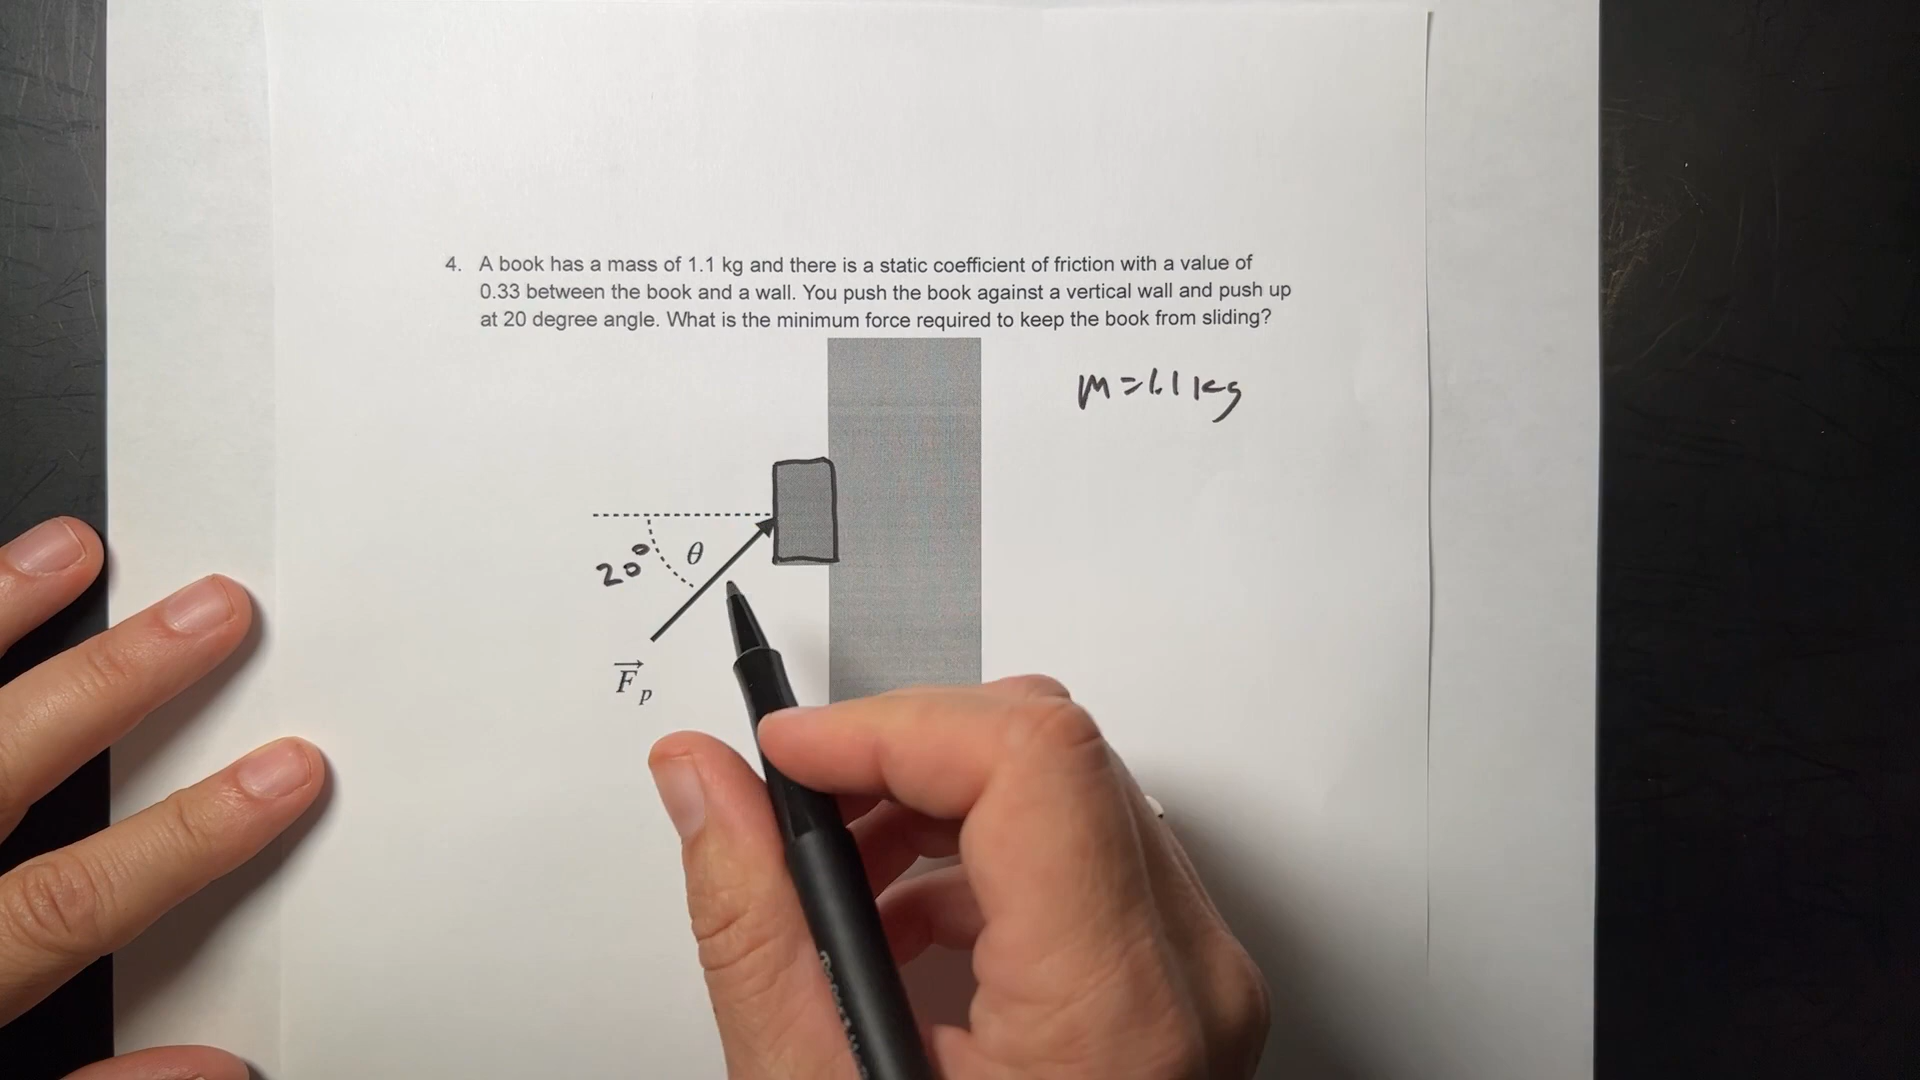 4. A book has a mass of 1.1 kg and there is a static coefficient of friction with a value of
0.33 between the book and a wall. You push the book against a vertical wall and push up
at 20 degree angle. What is the minimum force required to keep the book from sliding?
m = 1.1 kg
20° θ
F⃗ p